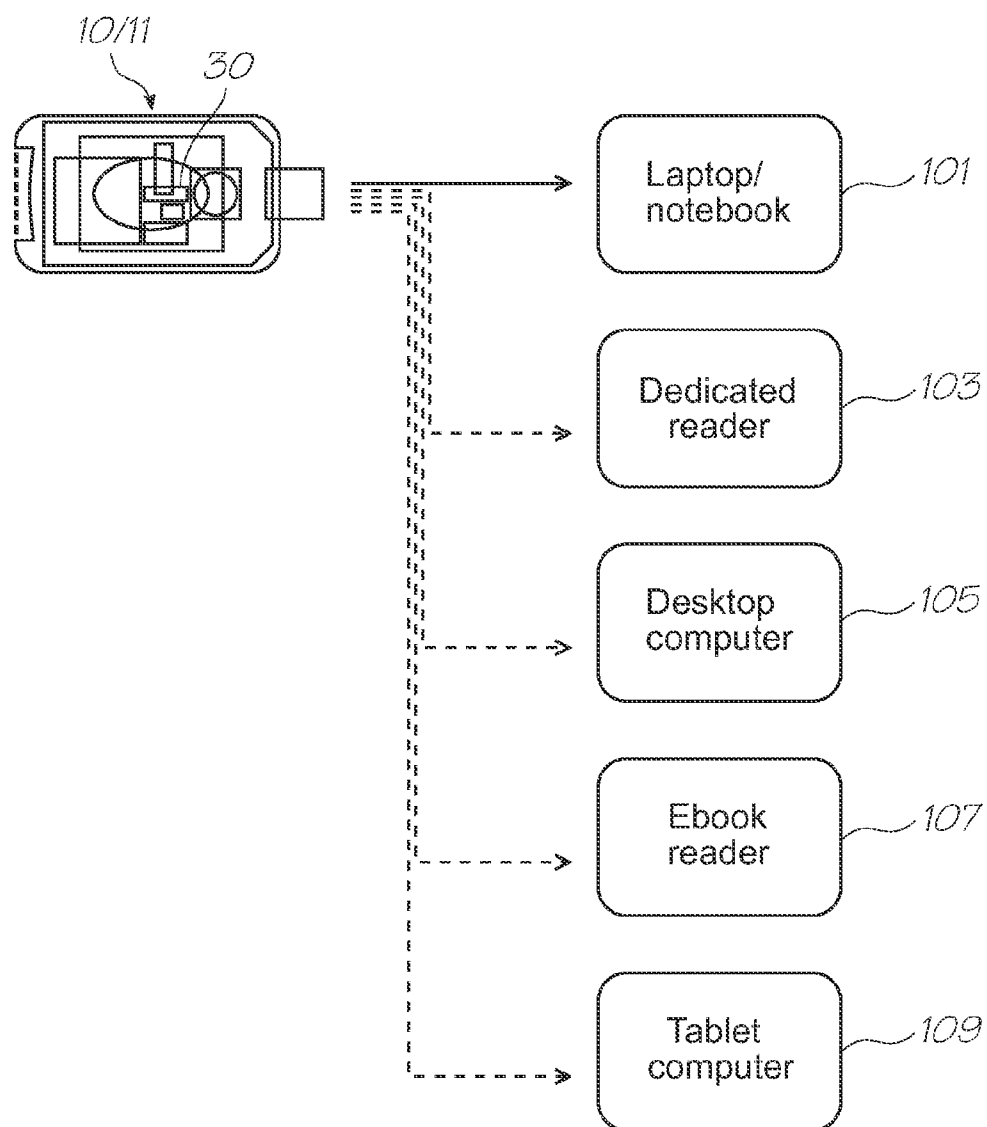 10/11
30
Laptop/
notebook
101
Dedicated
reader
103
Desktop
computer
105
Ebook
reader
107
Tablet
computer
109